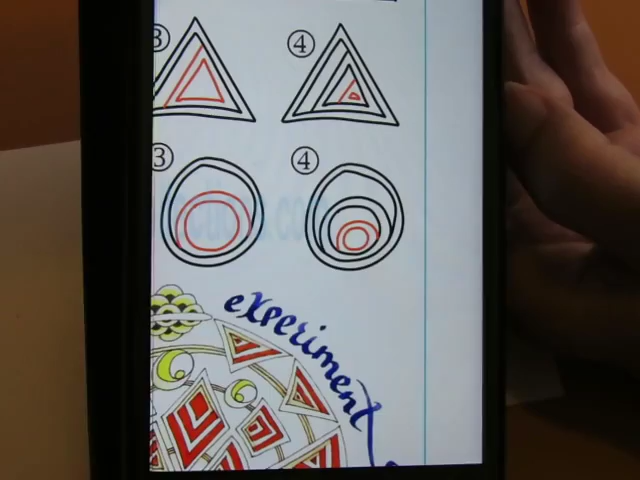 ③ ④
③ ④
experiment